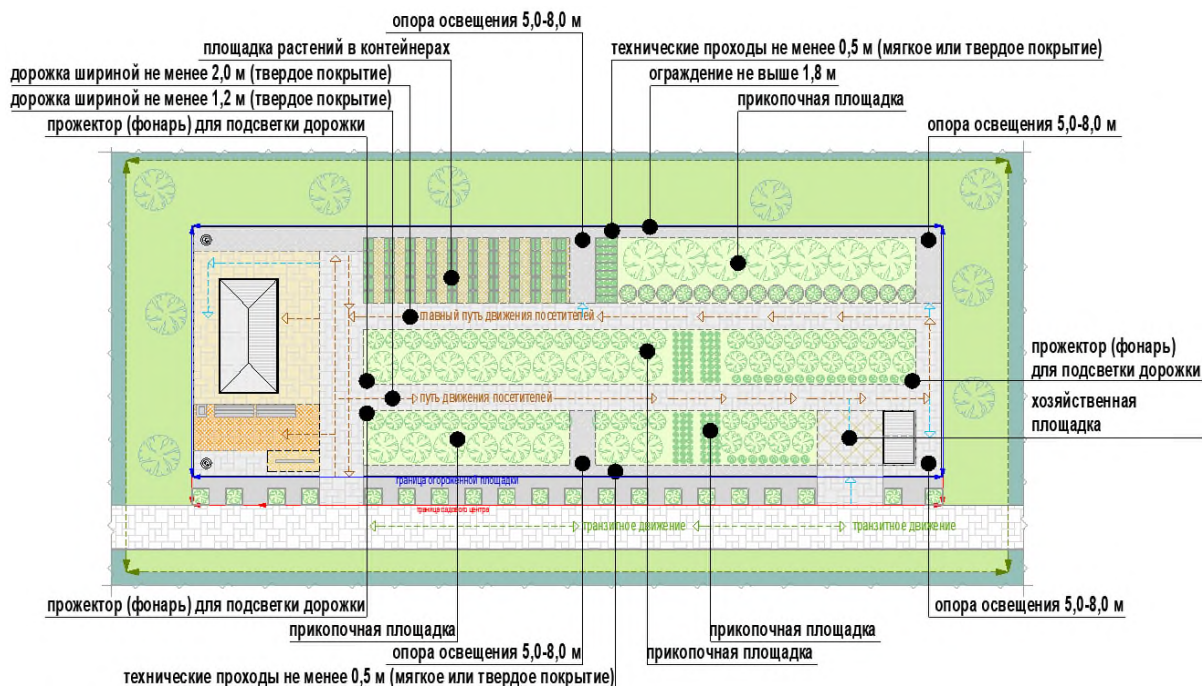 опора освещения 5,0-8,0 м
площадка растений в контейнерах
технические проходы не менее 0,5 м (мягкое или твердое покрытие)
дорожка шириной не менее 2,0 м (твердое покрытие)
ограждение не выше 1,8 м
дорожка шириной не менее 1,2 м (твердое покрытие)
прикопочная площадка
прожектор (фонарь) для подсветки дорожки
опора освещения 5,0-8,0 м
главный путь движения посетителей
прожектор (фонарь)
для подсветки дорожки
путь движения посетителей
хозяйственная
площадка
граница огороженной площадки
граница садового центра
транзитное движение
транзитное движение
прожектор (фонарь) для подсветки дорожки
опора освещения 5,0-8,0 м
прикопочная площадка
прикопочная площадка
опора освещения 5,0-8,0 м
прикопочная площадка
технические проходы не менее 0,5 м (мягкое или твердое покрытие)